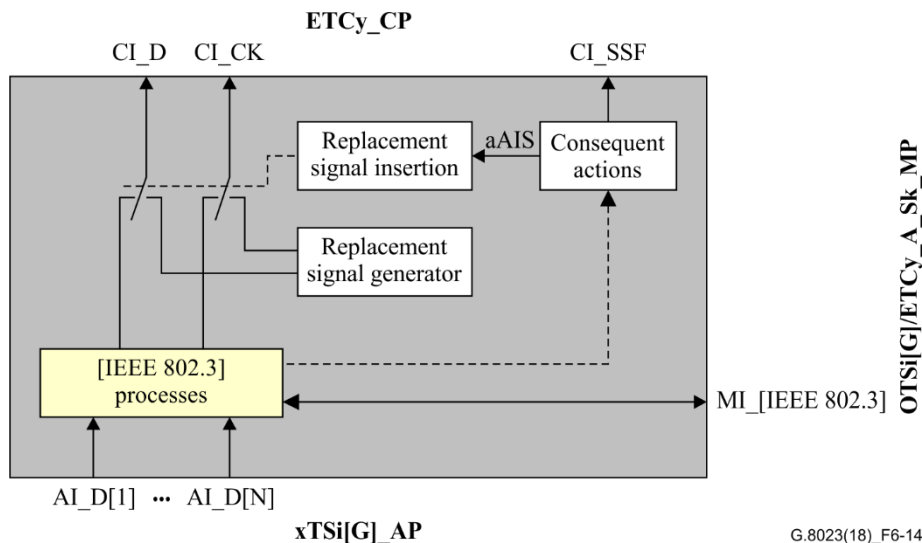 ETCy_CP
CI_D
CI_CK
CI_SSF
Replacement
signal insertion
aAIS
Consequent
actions
Replacement
signal generator
[IEEE 802.3]
processes
MI_[IEEE 802.3]
OTSi[G]/ETCy_A_Sk_MP
AI_D[1] ••• AI_D[N]
xTSi[G]_AP
G.8023(18)_F6-14